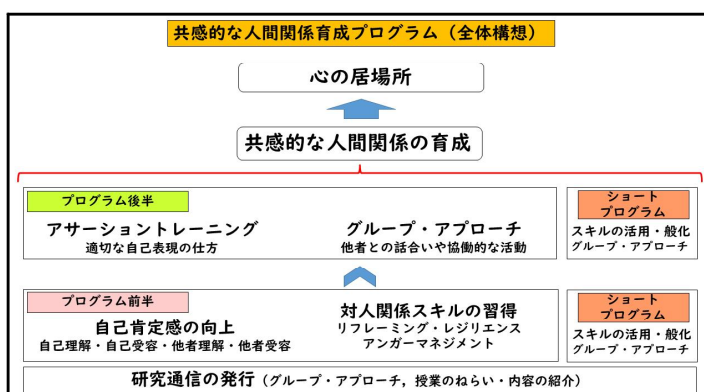 共感的な人間関係育成プログラム（全体構想）
心の居場所
共感的な人間関係の育成
プログラム後半
アサーショントレーニング
適切な自己表現の仕方
グループ・アプローチ
他者との話合いや協働的な活動
ショート
プログラム
スキルの活用・般化
グループ・アプローチ
プログラム前半
自己肯定感の向上
自己理解・自己受容・他者理解・他者受容
対人関係スキルの習得
リフレーミング・レジリエンス
アンガーマネジメント
ショート
プログラム
スキルの活用・般化
グループ・アプローチ
研究通信の発行（グループ・アプローチ，授業のねらい・内容の紹介）